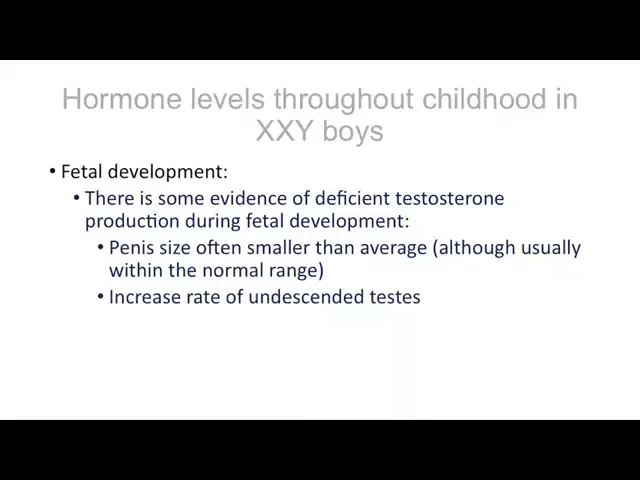 Hormone levels throughout childhood in
XXY boys
• Fetal development:
• There is some evidence of deficient testosterone
production during fetal development:
• Penis size often smaller than average (although usually
within the normal range)
• Increase rate of undescended testes